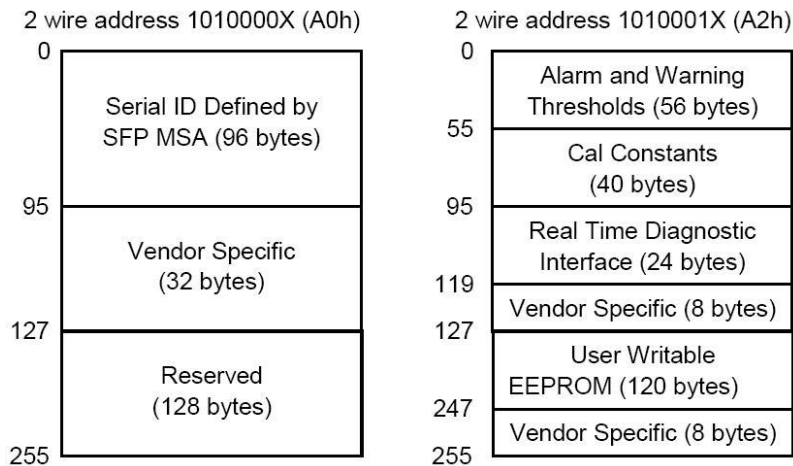 2 wire address 1010000X (A0h)
0
Serial ID Defined by
SFP MSA (96 bytes)
95
Vendor Specific
(32 bytes)
127
Reserved
(128 bytes)
255
2 wire address 1010001X (A2h)
0
Alarm and Warning
Thresholds (56 bytes)
55
Cal Constants
(40 bytes)
95
Real Time Diagnostic
Interface (24 bytes)
119
Vendor Specific (8 bytes)
127
User Writable
EEPROM (120 bytes)
247
Vendor Specific (8 bytes)
255